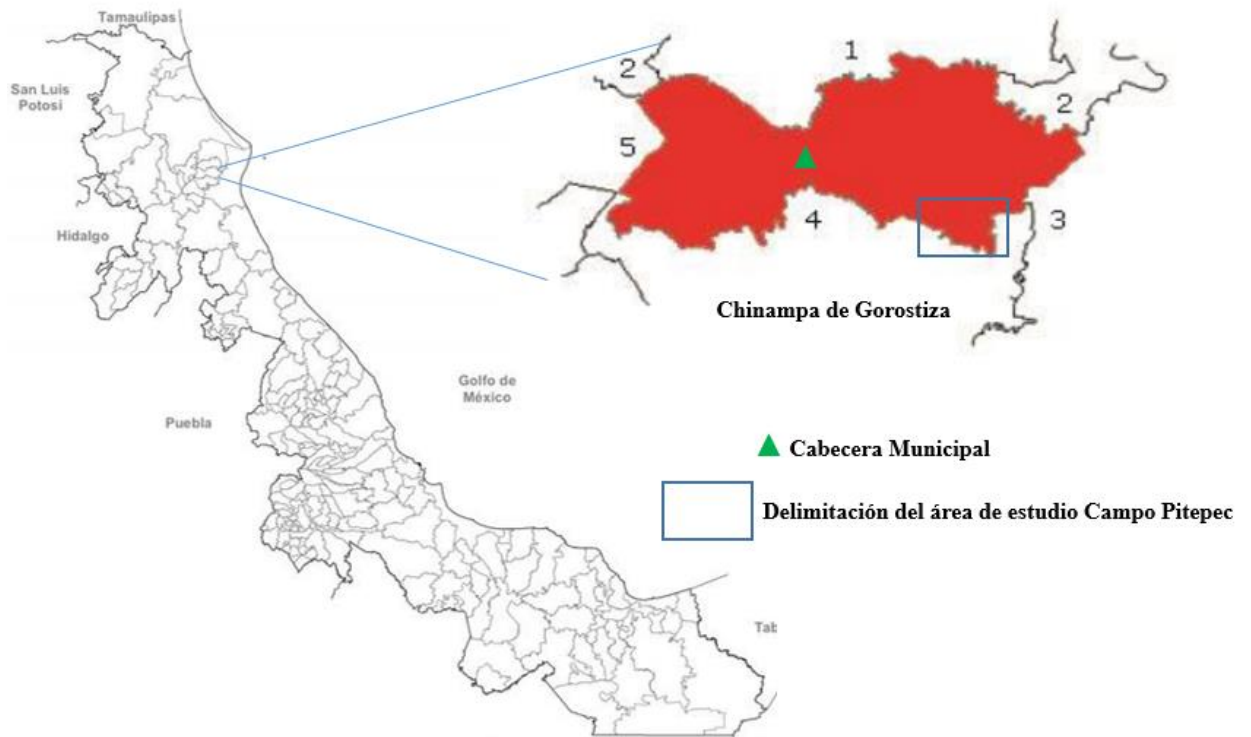 Tamaulipas
San Luis
Potosí
Hidalgo
Puebla
Golfo de
México
Tab
1
2
2
5
4
3
Chinampa de Gorostiza
Cabecera Municipal
Delimitación del área de estudio Campo Pitepec